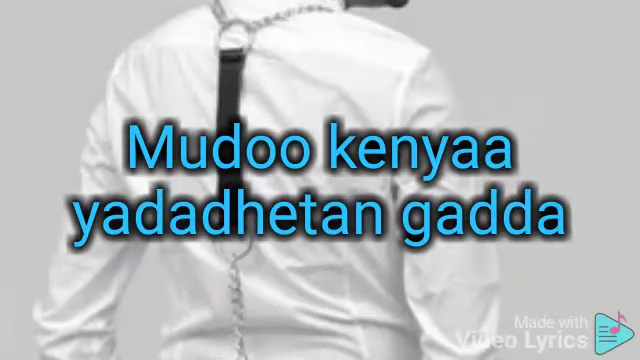 Mudoo kenyaa
yadadhetan gadda
Made with
Video Lyrics